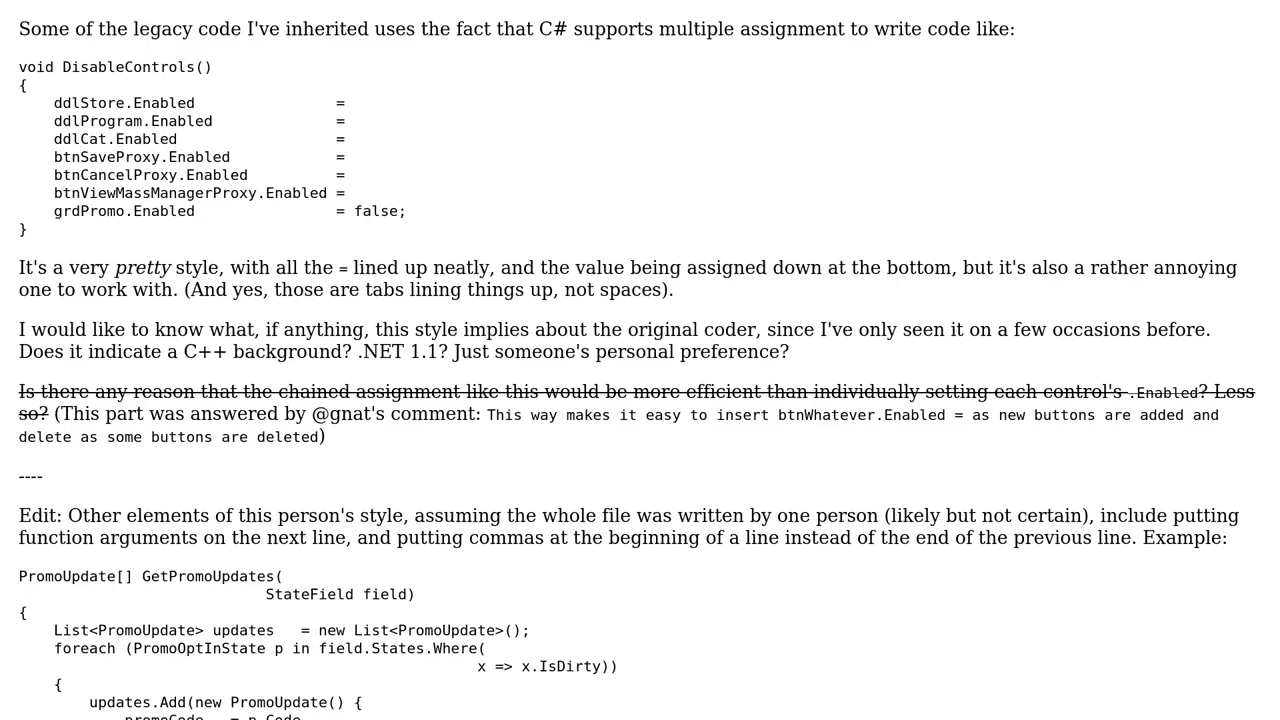 Some of the legacy code I've inherited uses the fact that C# supports multiple assignment to write code like:
void DisableControls()
{
    ddlStore.Enabled                =
    ddlProgram.Enabled              =
    ddlCat.Enabled                  =
    btnSaveProxy.Enabled            =
    btnCancelProxy.Enabled          =
    btnViewMassManagerProxy.Enabled =
    grdPromo.Enabled                = false;
}
It's a very pretty style, with all the = lined up neatly, and the value being assigned down at the bottom, but it's also a rather annoying
one to work with. (And yes, those are tabs lining things up, not spaces).
I would like to know what, if anything, this style implies about the original coder, since I've only seen it on a few occasions before.
Does it indicate a C++ background? .NET 1.1? Just someone's personal preference?
Is there any reason that the chained assignment like this would be more efficient than individually setting each control's .Enabled? Less
so? (This part was answered by @gnat's comment: This way makes it easy to insert btnWhatever.Enabled = as new buttons are added and
delete as some buttons are deleted)
----
Edit: Other elements of this person's style, assuming the whole file was written by one person (likely but not certain), include putting
function arguments on the next line, and putting commas at the beginning of a line instead of the end of the previous line. Example:
PromoUpdate[] GetPromoUpdates(
                            StateField field)
{
    List<PromoUpdate> updates   = new List<PromoUpdate>();
    foreach (PromoOptInState p in field.States.Where(
                                                    x => x.IsDirty))
    {
        updates.Add(new PromoUpdate() {
            promoCode   = p.Code